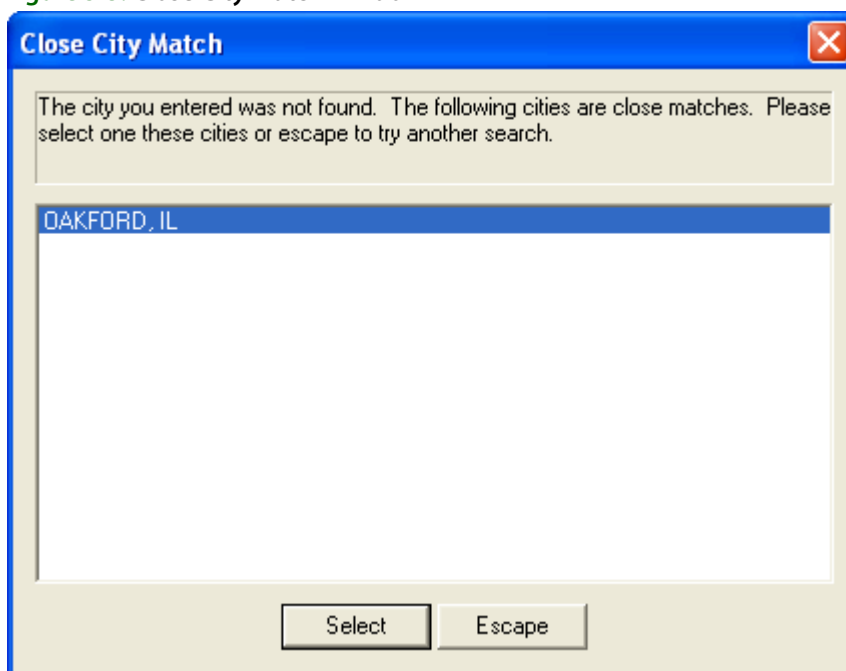 Close City Match
The city you entered was not found. The following cities are close matches. Please
select one these cities or escape to try another search.
OAKFORD, IL
Select Escape